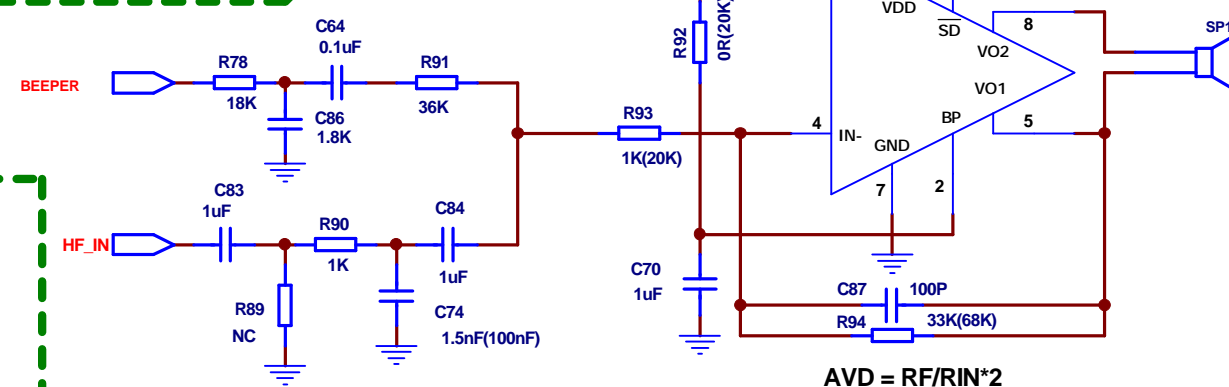 BEEPER
R78
18K
C86
1.8K
C64
0.1uF
R91
36K
HF_IN
C83
1uF
R89
NC
R90
1K
C74
1.5nF(100nF)
C84
1uF
R93
1K(20K)
R92
0R(20K)
C70
1uF
VDD
SD
8
VO2
VO1
5
BP
4
IN-
GND
7
2
SP1
C87
100P
R94
33K(68K)
AVD = RF/RIN*2